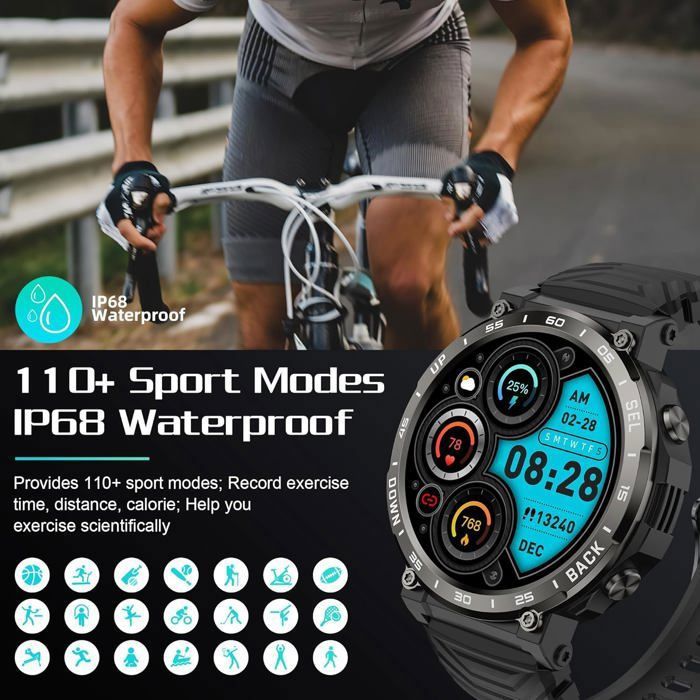 IP68
Waterproof
110+ Sport Modes
IP68 Waterproof
Provides 110+ sport modes; Record exercise
time, distance, calorie; Help you
exercise scientifically
55
60
05
UP
SEL
45
15
DOWN
BACK
35
30
25
25%
78
768
AM
02-28
SMTWTFS
08:28
13240
DEC